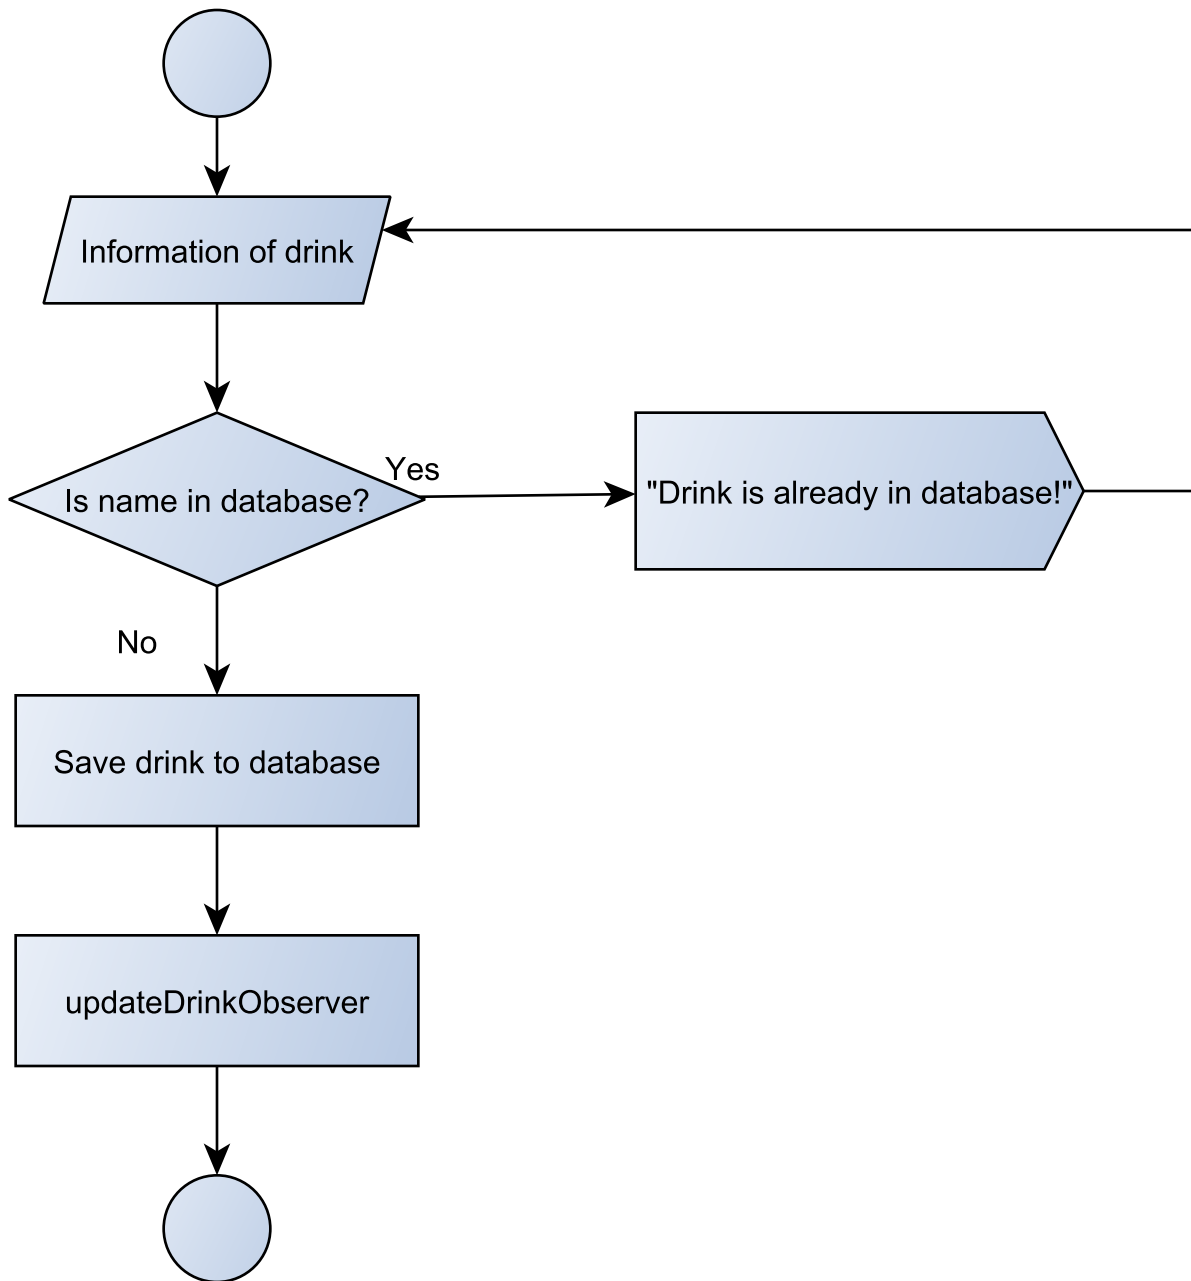 Information of drink
Is name in database?
Yes
"Drink is already in database!"
No
Save drink to database
updateDrinkObserver